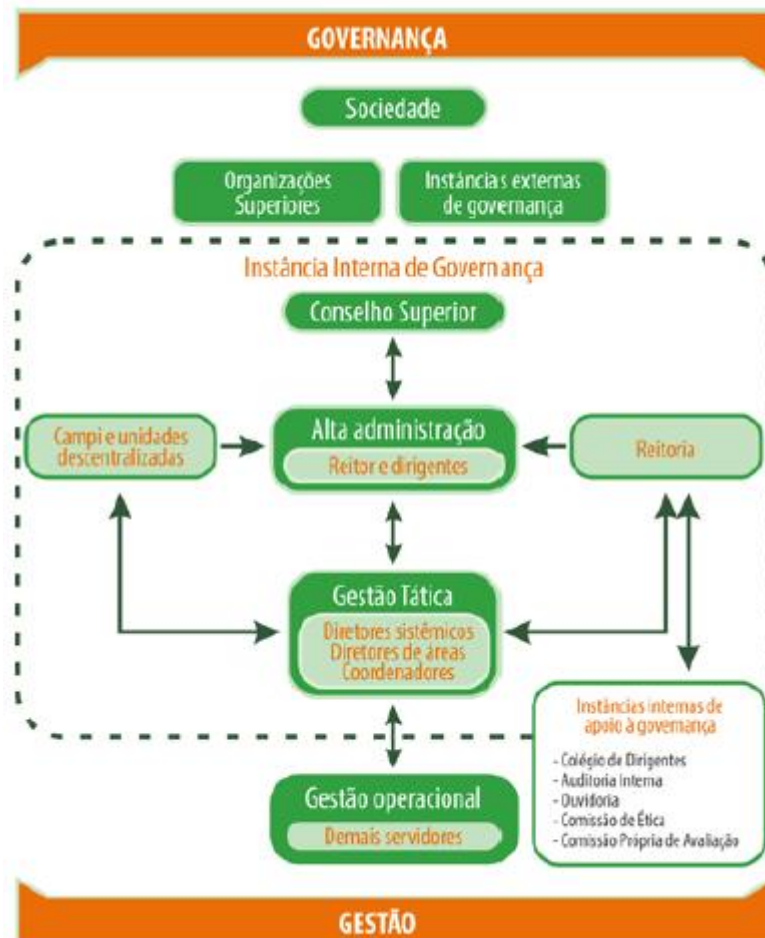 GOVERNANÇA
Sociedade
Organizações
Superiores
Instâncias externas
de governança
Instância Interna de Governança
Conselho Superior
Campi e unidades
descentralizadas
Alta administração
Reitor e dirigentes
Reitoria
Gestão Tática
Diretores sistêmicos
Diretores de áreas
Coordenadores
Instâncias internas de
apoio à governança
- Colégio de Dirigentes
- Auditoria Interna
- Ouvidoria
- Comissão de Ética
- Comissão Própria de Avaliação
Gestão operacional
Demais servidores
GESTÃO